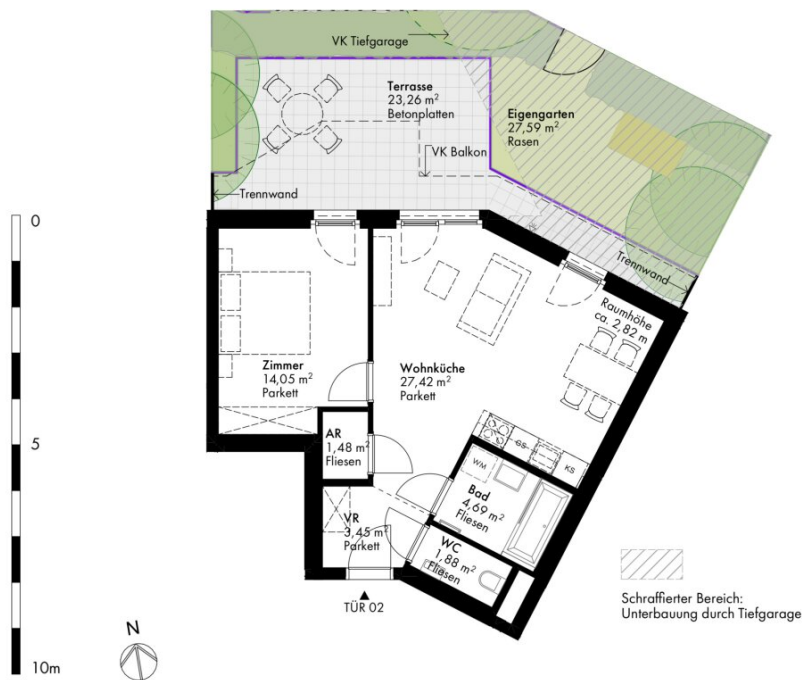 VK Tiefgarage
Terrasse
23,26 m²
Betonplatten
Eigengarten
27,59 m²
Rasen
VK Balkon
Trennwand
Trennwand
0
Raumhöhe
ca. 2,82 m
Zimmer
14,05 m²
Parkett
Wohnküche
27,42 m²
Parkett
AR
1,48 m²
Fliesen
GS
KS
WM
Bad
4,69 m²
Fliesen
5
VR
3,45 m²
Parkett
WC
1,88 m²
Fliesen
TÜR 02
Schraffierter Bereich:
Unterbauung durch Tiefgarage
N
10m